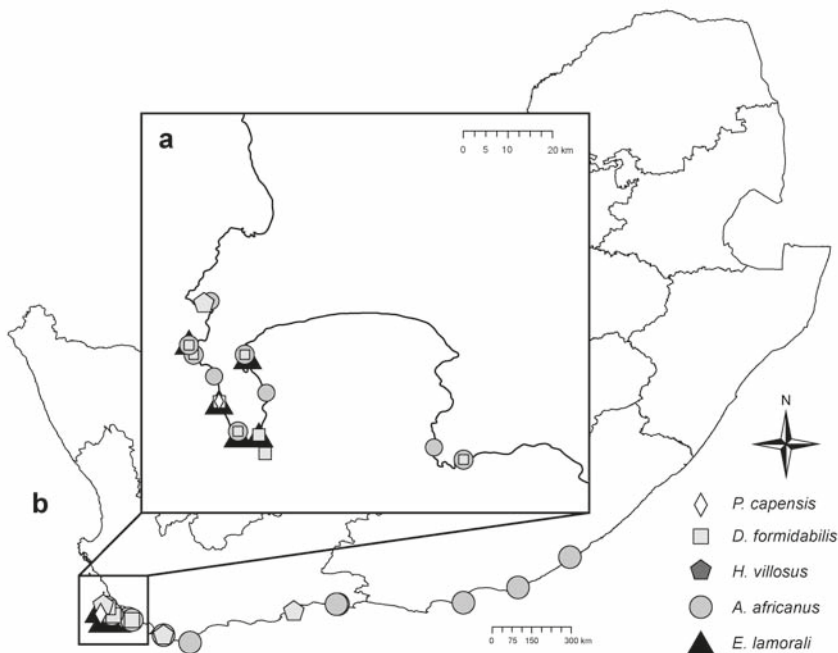 a
0 5 10 20 km
N
b
P. capensis
D. formidabilis
H. villosus
A. africanus
E. lamorali
0 75 150 300 km